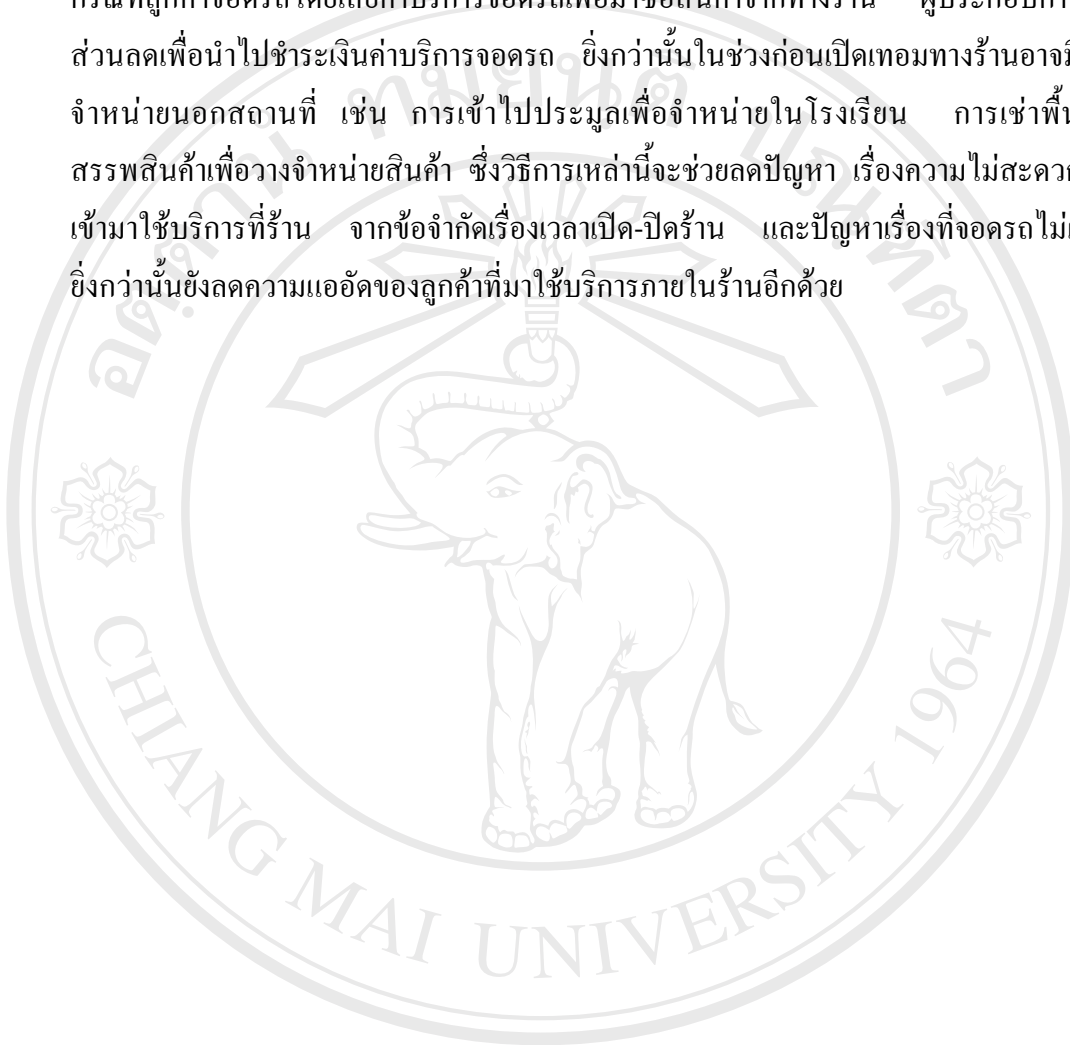 ส่วนลดเพื่อนำไปชำระเงินค่าบริการจอดรถ ยิ่งกว่านั้นในช่วงก่อนเปิดเทอมทางร้านอาจ
จำหน่ายนอกสถานที่ เช่น การเข้าไปประมูลเพื่อจำหน่ายในโรงเรียน การเช่า
สรรพสินค้าเพื่อวางจำหน่ายสินค้า ซึ่งวิธีการเหล่านี้จะช่วยลดปัญหา เรื่องความไม่
เข้ามาใช้บริการที่ร้าน จากข้อจำกัดเรื่องเวลาเปิด-ปิดร้าน และปัญหาเรื่องที่จอดรถ
ยิ่งกว่านั้นยังลดความแออัดของลูกค้าที่มาใช้บริการภายในร้านอีกด้วย
CHIANG MAI UNIVERSITY 1964